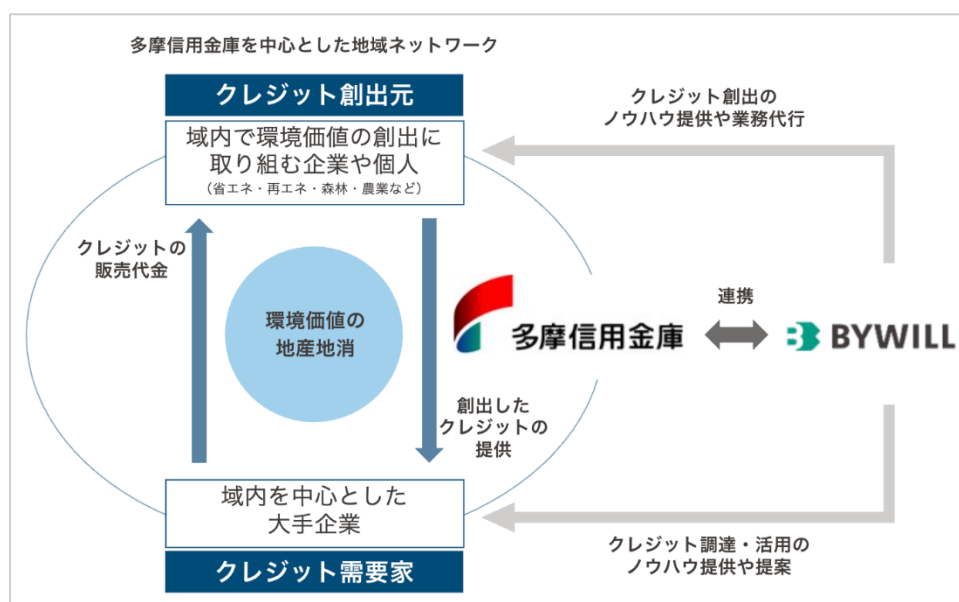 多摩信用金庫を中心とした地域ネットワーク
クレジット創出元
域内で環境価値の創出に
取り組む企業や個人
（省エネ・再エネ・森林・農業など）
クレジット創出の
ノウハウ提供や業務代行
クレジットの
販売代金
環境価値の
地産地消
多摩信用金庫
連携
BYWILL
創出した
クレジットの
提供
域内を中心とした
大手企業
クレジット需要家
クレジット調達・活用の
ノウハウ提供や提案